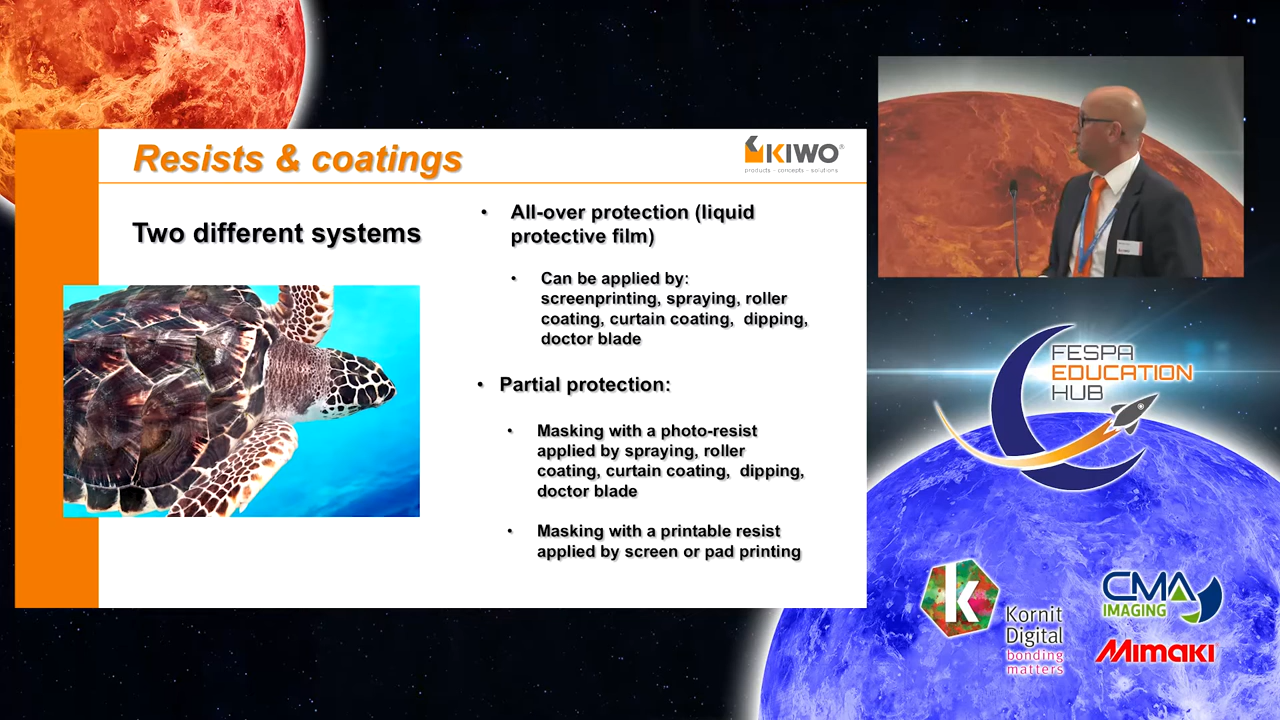 Resists & coatings
KIWO®
products - concepts - solutions
Two different systems
• All-over protection (liquid
protective film)
• Can be applied by:
screenprinting, spraying, roller
coating, curtain coating, dipping,
doctor blade
• Partial protection:
• Masking with a photo-resist
applied by spraying, roller
coating, curtain coating, dipping,
doctor blade
• Masking with a printable resist
applied by screen or pad printing
FESPA
EDUCATION
HUB
k
Kornit
Digital
bonding
matters
CMA
IMAGING
Mimaki